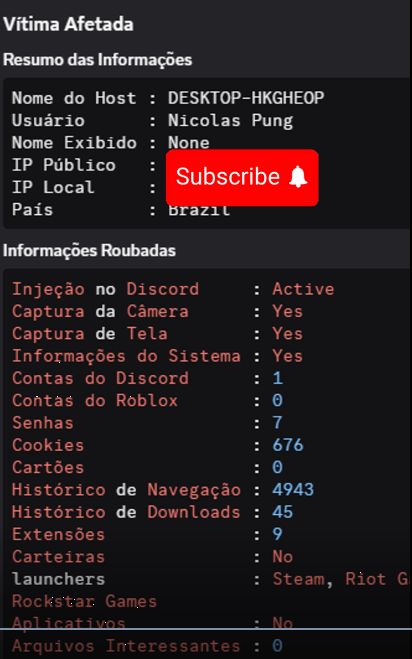 Vítima Afetada
Resumo das Informações
Nome do Host : DESKTOP-HKGHEOP
Usuário : Nicolas Pung
Nome Exibido : None
IP Público :
IP Local :
País : Brazil
Subscribe
Informações Roubadas
Injeção no Discord : Active
Captura da Câmera : Yes
Captura de Tela : Yes
Informações do Sistema : Yes
Contas do Discord : 1
Contas do Roblox : 0
Senhas : 7
Cookies : 676
Cartões : 0
Histórico de Navegação : 4943
Histórico de Downloads : 45
Extensões : 9
Carteiras : No
launchers : Steam, Riot G
Rockstar Games
Aplicativos : No
Arquivos Interessantes : 0